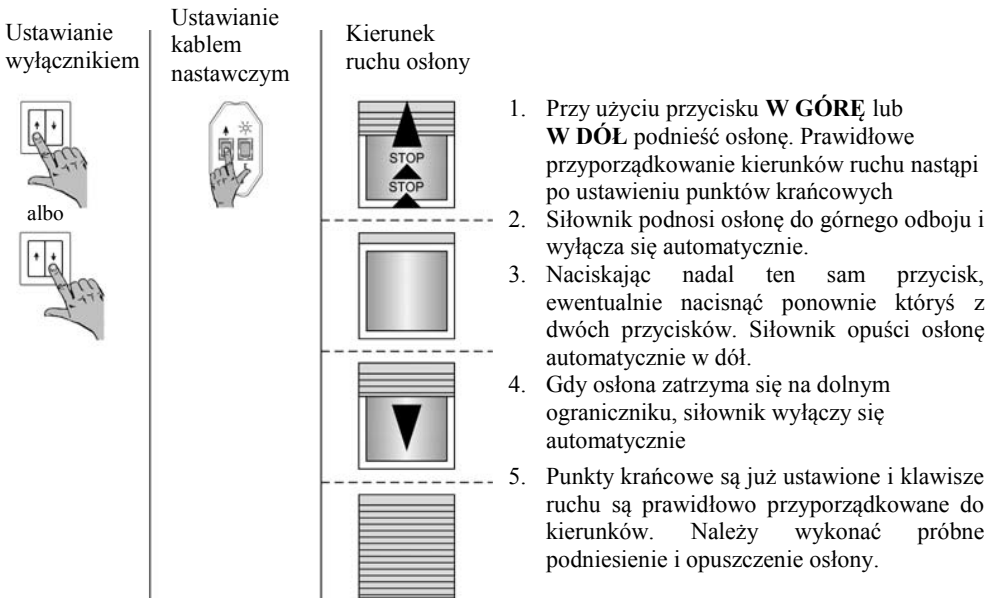 Ustawianie
wyłącznikiem
Ustawianie
kablem
nastawczym
Kierunek
ruchu osłony
albo
STOP
STOP
1. Przy użyciu przycisku W GÓRĘ lub
W DÓŁ podnieść osłonę. Prawidłowe
przyporządkowanie kierunków ruchu nastąpi
po ustawieniu punktów krańcowych
2. Siłownik podnosi osłonę do górnego odboju i
wyłącza się automatycznie.
3. Naciskając nadal ten sam przycisk,
ewentualnie nacisnąć ponownie któryś z
dwóch przycisków. Siłownik opuści osłonę
automatycznie w dół.
4. Gdy osłona zatrzyma się na dolnym
ograniczniku, siłownik wyłączy się
automatycznie
5. Punkty krańcowe są już ustawione i klawisze
ruchu są prawidłowo przyporządkowane do
kierunków. Należy wykonać próbne
podniesienie i opuszczenie osłony.